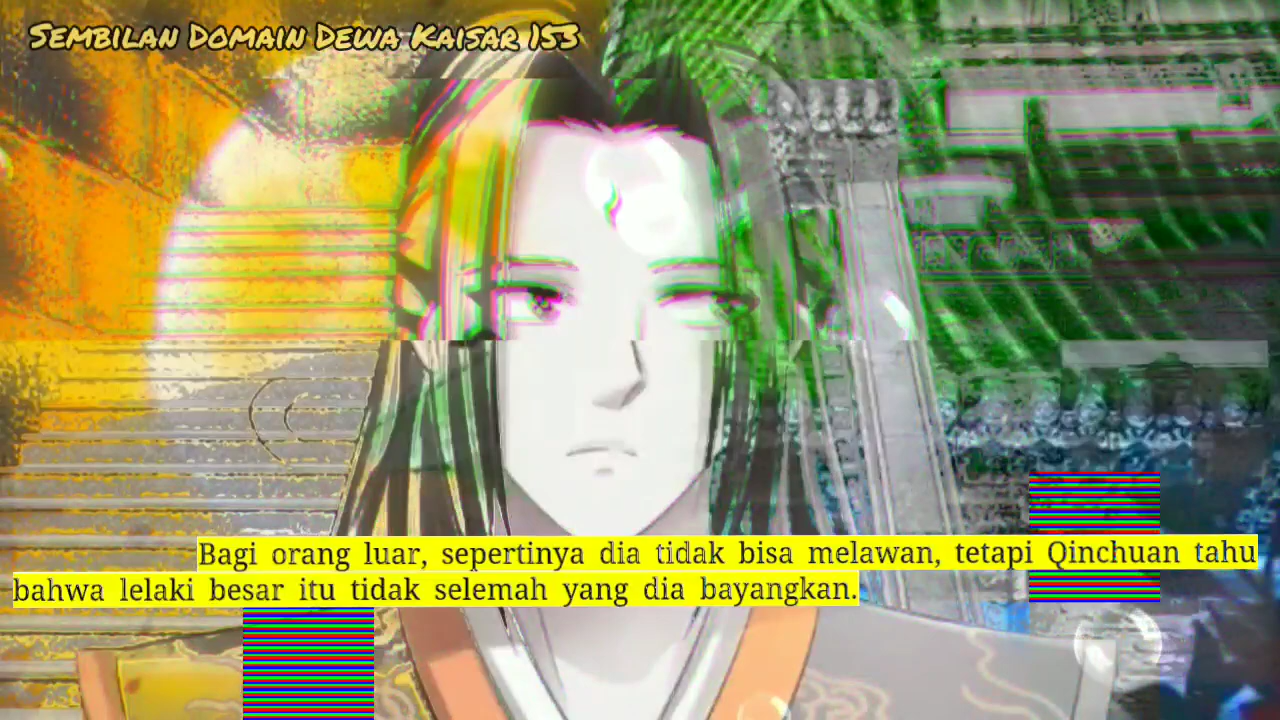 Sembilan Domain Dewa Kaisar 153
Bagi orang luar, sepertinya dia tidak bisa melawan, tetapi Qinchuan tahu
bahwa lelaki besar itu tidak selemah yang dia bayangkan.